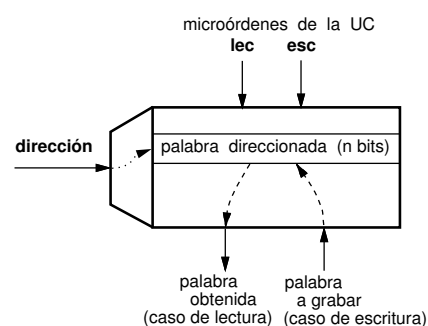 microórdenes de la UC
lec esc
dirección
palabra direccionada (n bits)
palabra
obtenida
(caso de lectura)
palabra
a grabar
(caso de escritura)